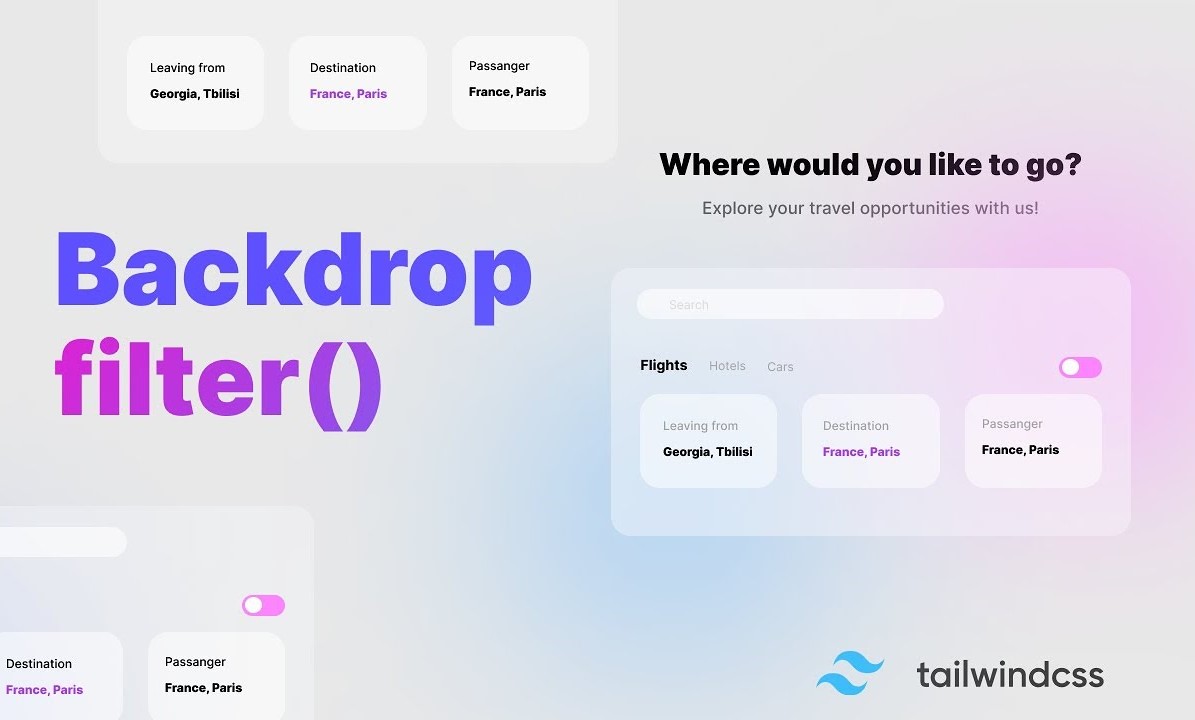 Leaving from
Georgia, Tbilisi
Destination
France, Paris
Passanger
France, Paris
Backdrop
filter()
Where would you like to go?
Explore your travel opportunities with us!
Search
Flights Hotels Cars
Leaving from
Georgia, Tbilisi
Destination
France, Paris
Passanger
France, Paris
Destination
France, Paris
Passanger
France, Paris
tailwindcss